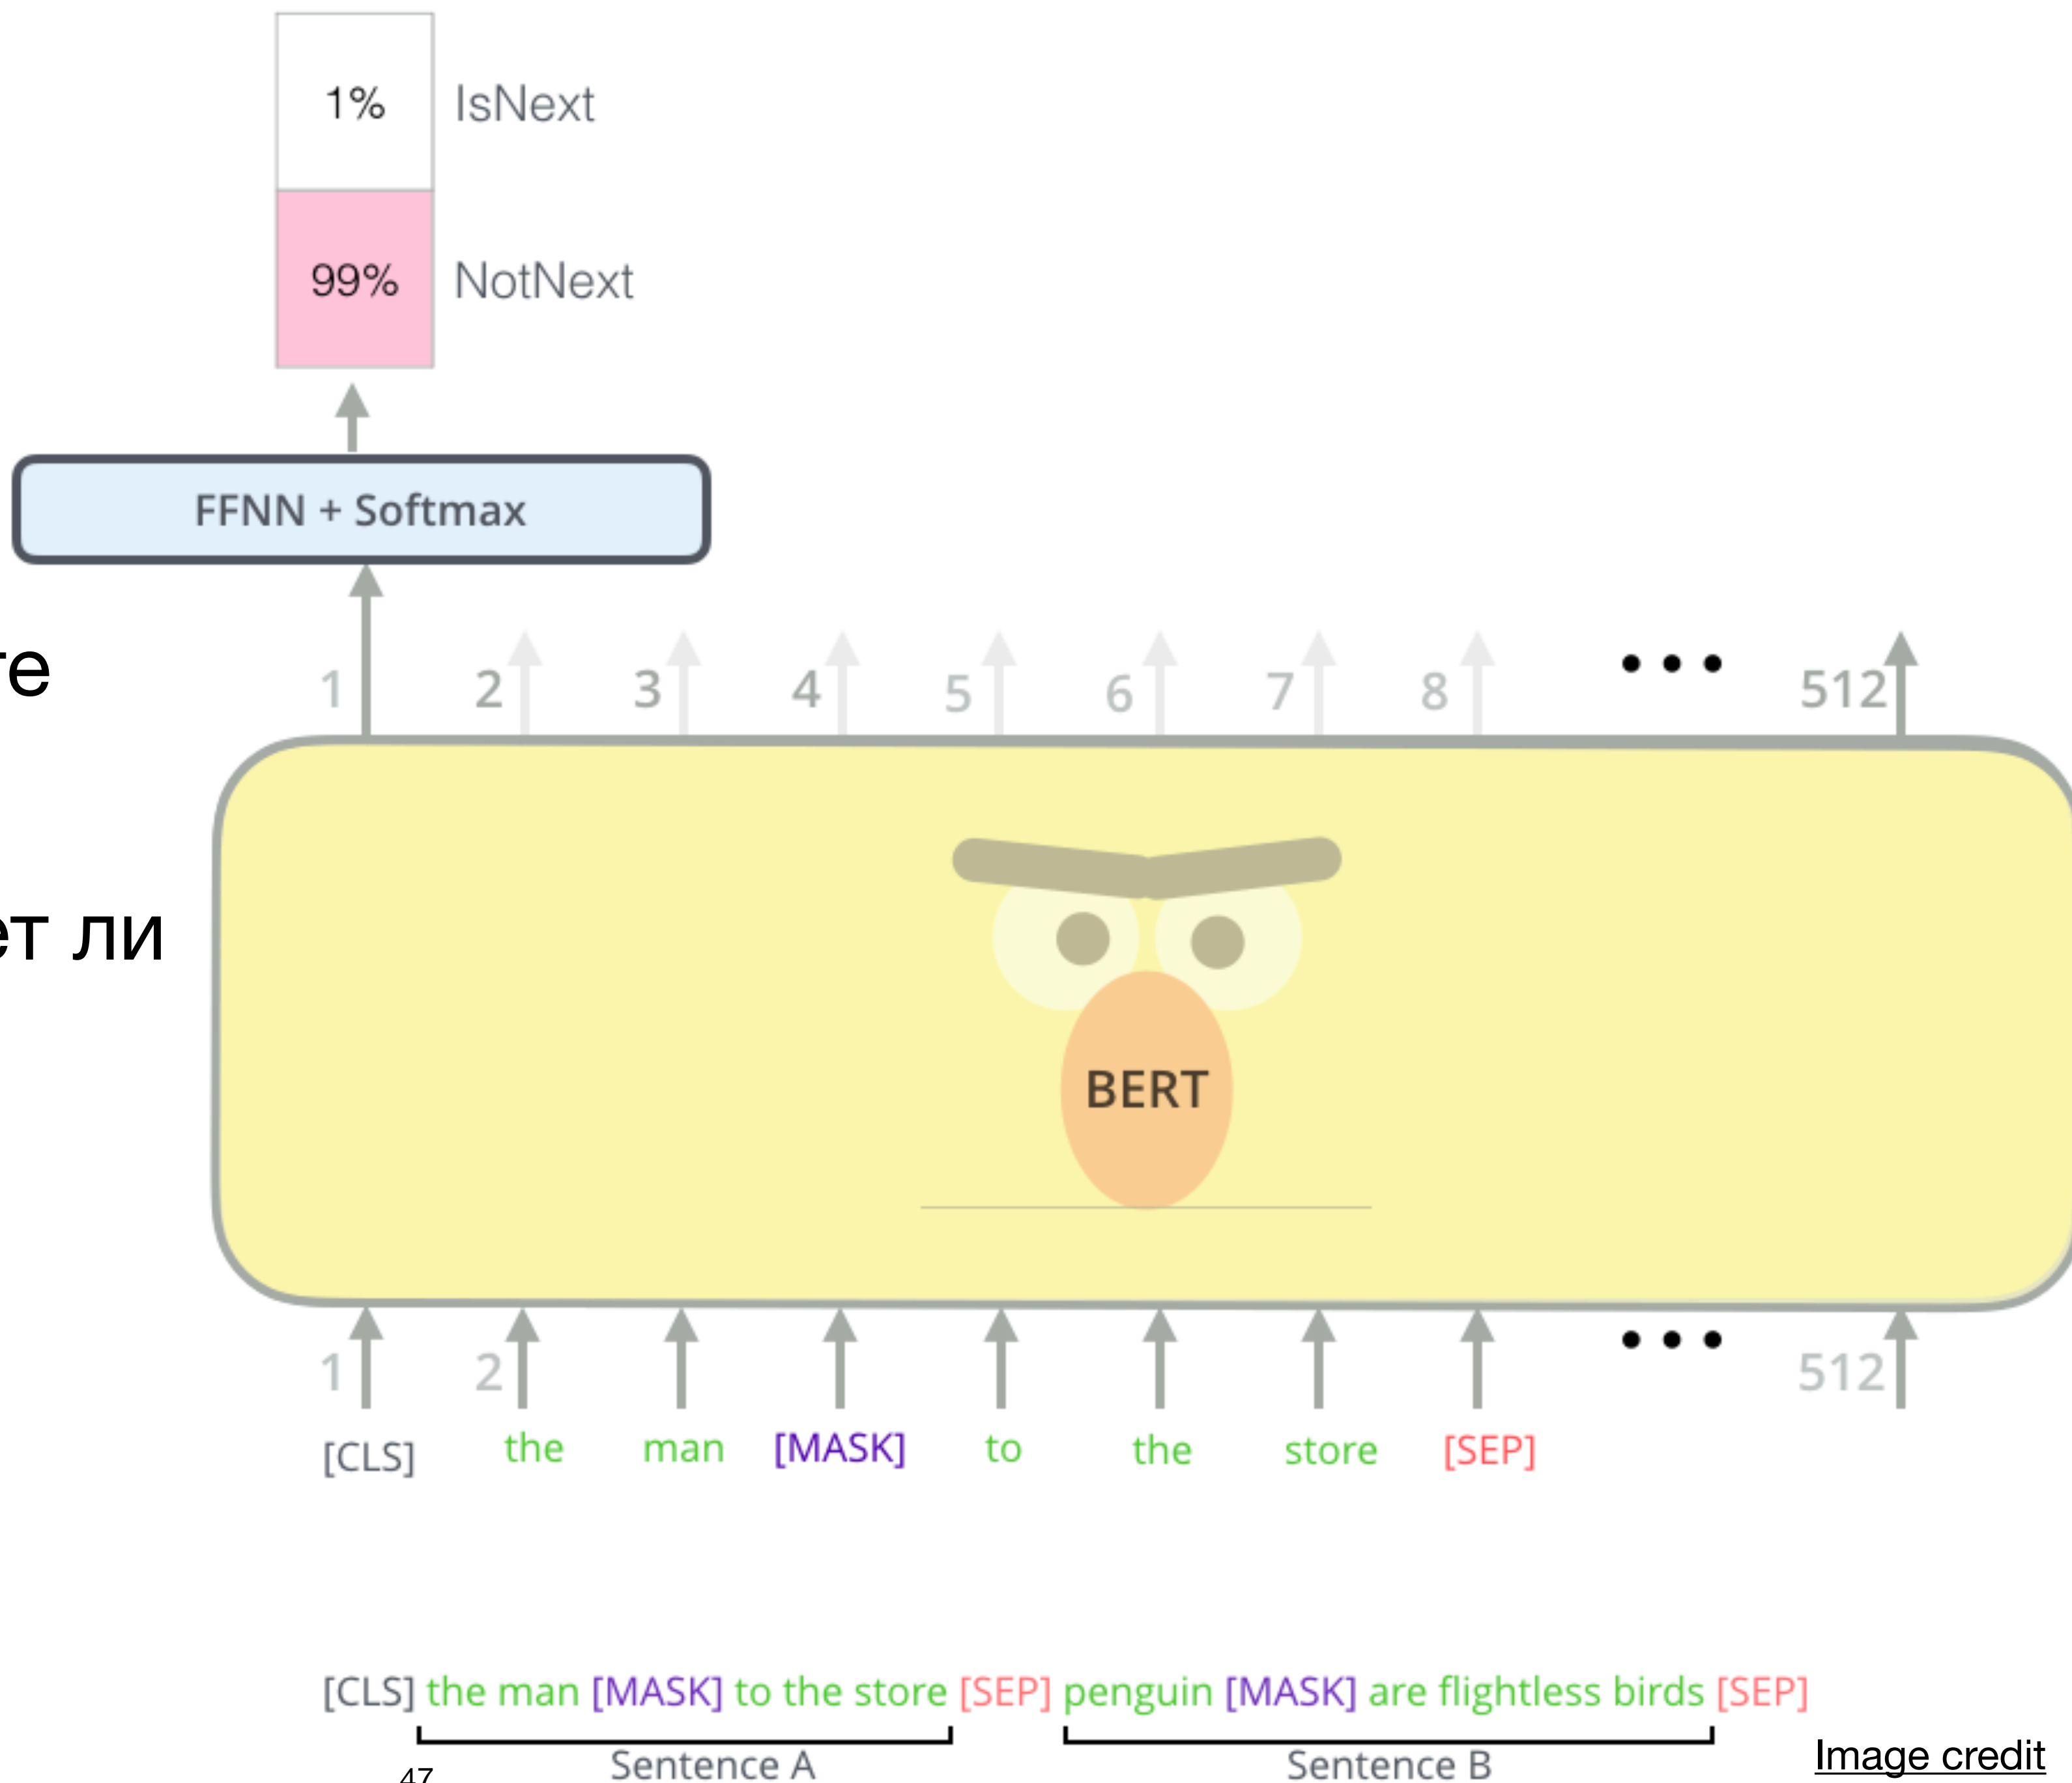 1% IsNext
99% NotNext
FFNN + Softmax
те
1 2 3 4 5 6 7 8 ••• 512
ет ли
BERT
••• 
1 2 512
[CLS] the man [MASK] to the store [SEP]
[CLS] the man [MASK] to the store [SEP] penguin [MASK] are flightless birds [SEP]
Sentence A Sentence B
Image credit
47